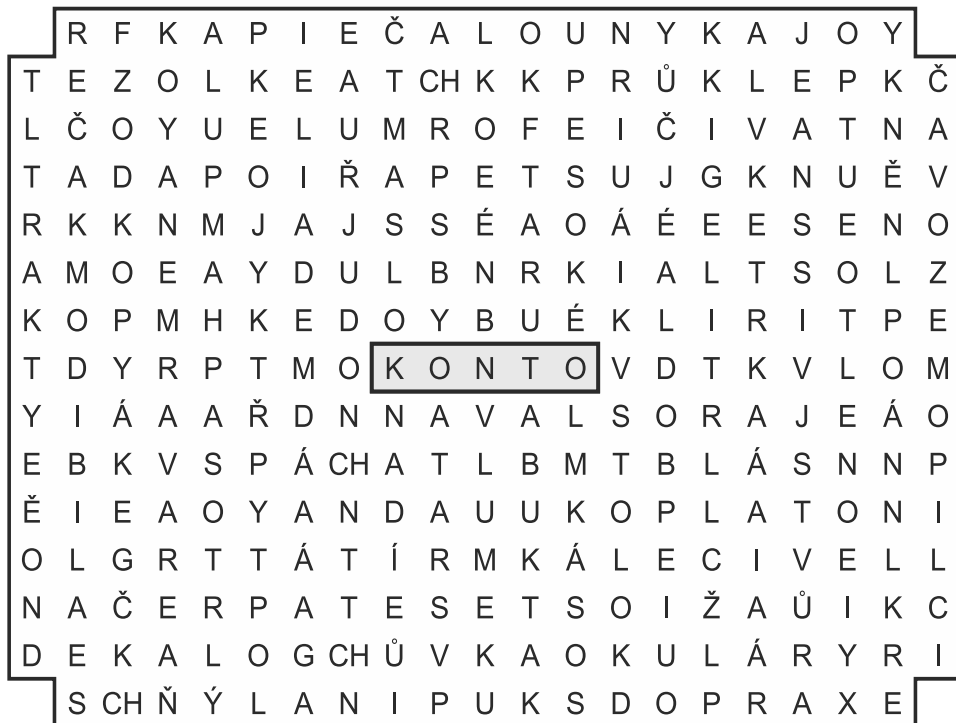 R F K A P I E Č A L O U N Y K A J O Y
T E Z O L K E A T CH K K P R Ů K L E P K Č
L Č O Y U E L U M R O F E I Č I V A T N A
T A D A P O I Ř A P E T S U J G K N U Ě V
R K K N M J A J S S É A O Á É E E S E N O
A M O E A Y D U L B N R K I A L T S O L Z
K O P M H K E D O Y B U É K L I R I T P E
T D Y R P T M O K O N T O V D T K V L O M
Y I Á A A Ř D N N A V A L S O R A J E Á O
E B K V S P Á CH A T L B M T B L Á S N N P
Ě I E A O Y A N D A U U K O P L A T O N I
O L G R T T Á T Í R M K Á L E C I V E L L
N A Č E R P A T E S E T S O I Ž A Ů I K C
D E K A L O G CH Ů V K A O K U L Á R Y R I
S CH Ň Ý L A N I P U K S D O P R A X E